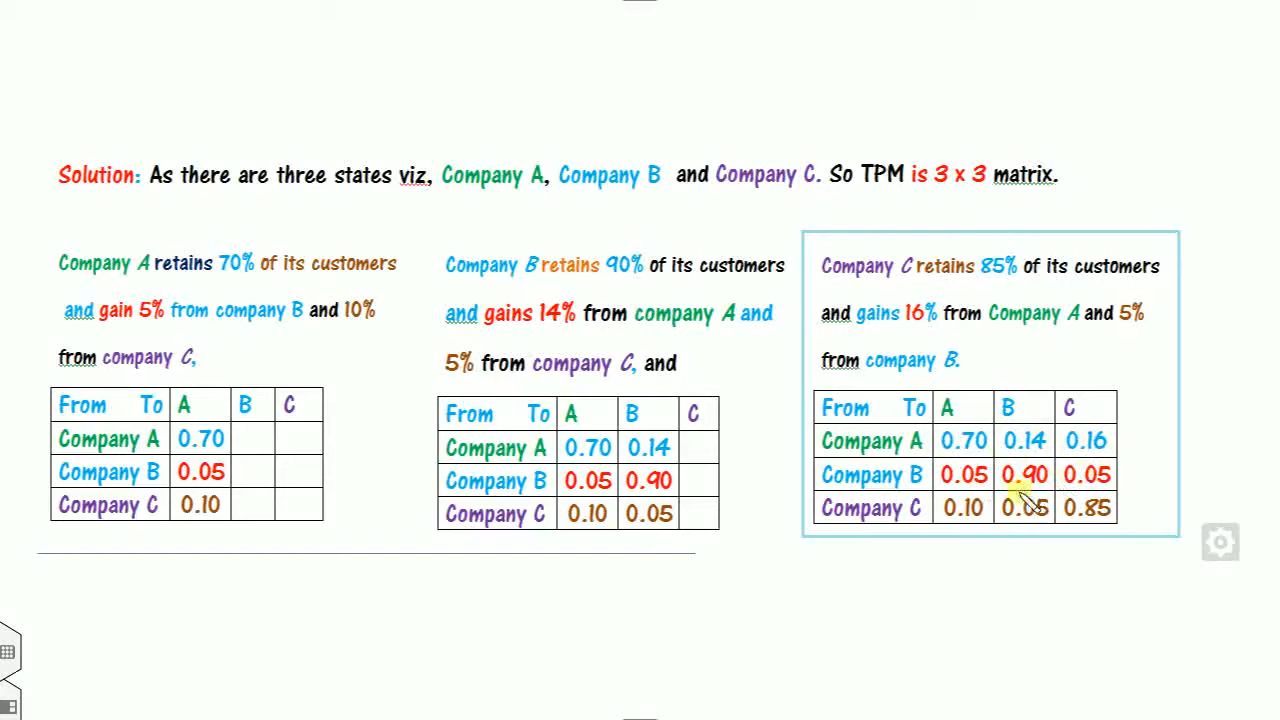 Solution: As there are three states viz, Company A, Company B and Company C. So TPM is 3 x 3 matrix.
Company A retains 70% of its customers
and gain 5% from company B and 10%
from company C,
From To A B C
Company A 0.70
Company B 0.05
Company C 0.10
Company B retains 90% of its customers
and gains 14% from company A and
5% from company C, and
From To A B C
Company A 0.70 0.14
Company B 0.05 0.90
Company C 0.10 0.05
Company C retains 85% of its customers
and gains 16% from Company A and 5%
from company B.
From To A B C
Company A 0.70 0.14 0.16
Company B 0.05 0.90 0.05
Company C 0.10 0.05 0.85